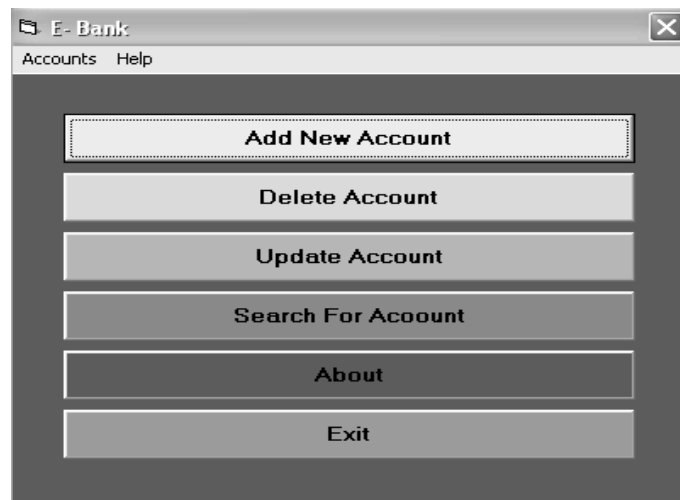 E- Bank
Accounts Help
Add New Account
Delete Account
Update Account
Search For Acoount
About
Exit